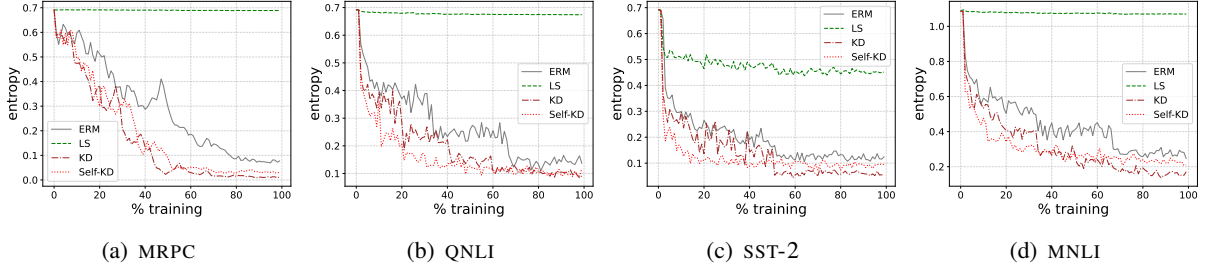 entropy
0.7
0.6
0.5
0.4
0.3
0.2
0.1
0.0
ERM
LS
KD
Self-KD
0 20 40 60 80 100
% training
(a) MRPC
entropy
0.7
0.6
0.5
0.4
0.3
0.2
0.1
ERM
LS
KD
Self-KD
0 20 40 60 80 100
% training
(b) QNLI
entropy
0.7
0.6
0.5
0.4
0.3
0.2
0.1
ERM
LS
KD
Self-KD
0 20 40 60 80 100
% training
(c) SST-2
entropy
1.0
0.8
0.6
0.4
0.2
ERM
LS
KD
Self-KD
0 20 40 60 80 100
% training
(d) MNLI